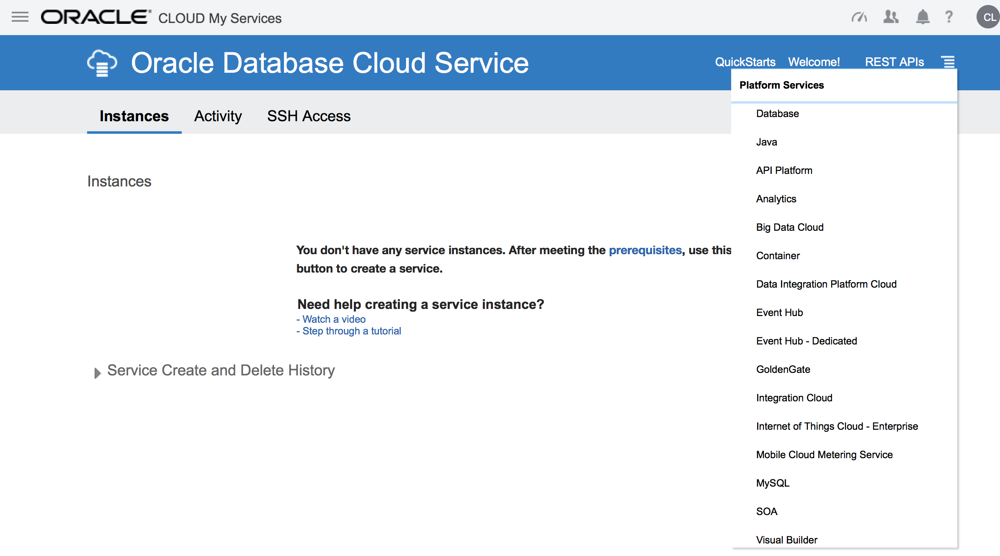 ORACLE® CLOUD My Services
?
CL
Oracle Database Cloud Service
QuickStarts Welcome! REST APIs
Instances Activity SSH Access
Instances
You don't have any service instances. After meeting the prerequisites, use this
button to create a service.
Need help creating a service instance?
- Watch a video
- Step through a tutorial
Service Create and Delete History
Platform Services
Database
Java
API Platform
Analytics
Big Data Cloud
Container
Data Integration Platform Cloud
Event Hub
Event Hub - Dedicated
GoldenGate
Integration Cloud
Internet of Things Cloud - Enterprise
Mobile Cloud Metering Service
MySQL
SOA
Visual Builder